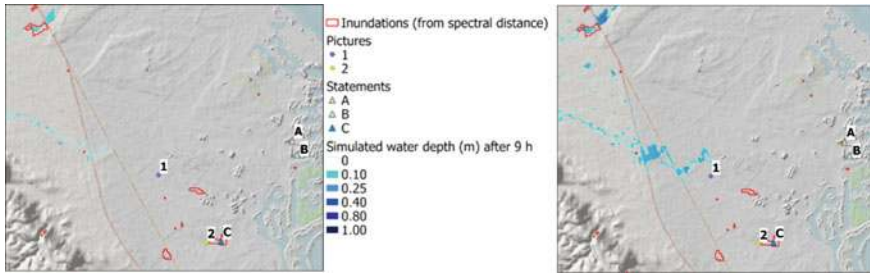 A
B
1
2 C
Inundations (from spectral distance)
Pictures
1
2
Statements
A
B
C
Simulated water depth (m) after 9 h
0
0.10
0.25
0.40
0.80
1.00
A
B
1
2 C